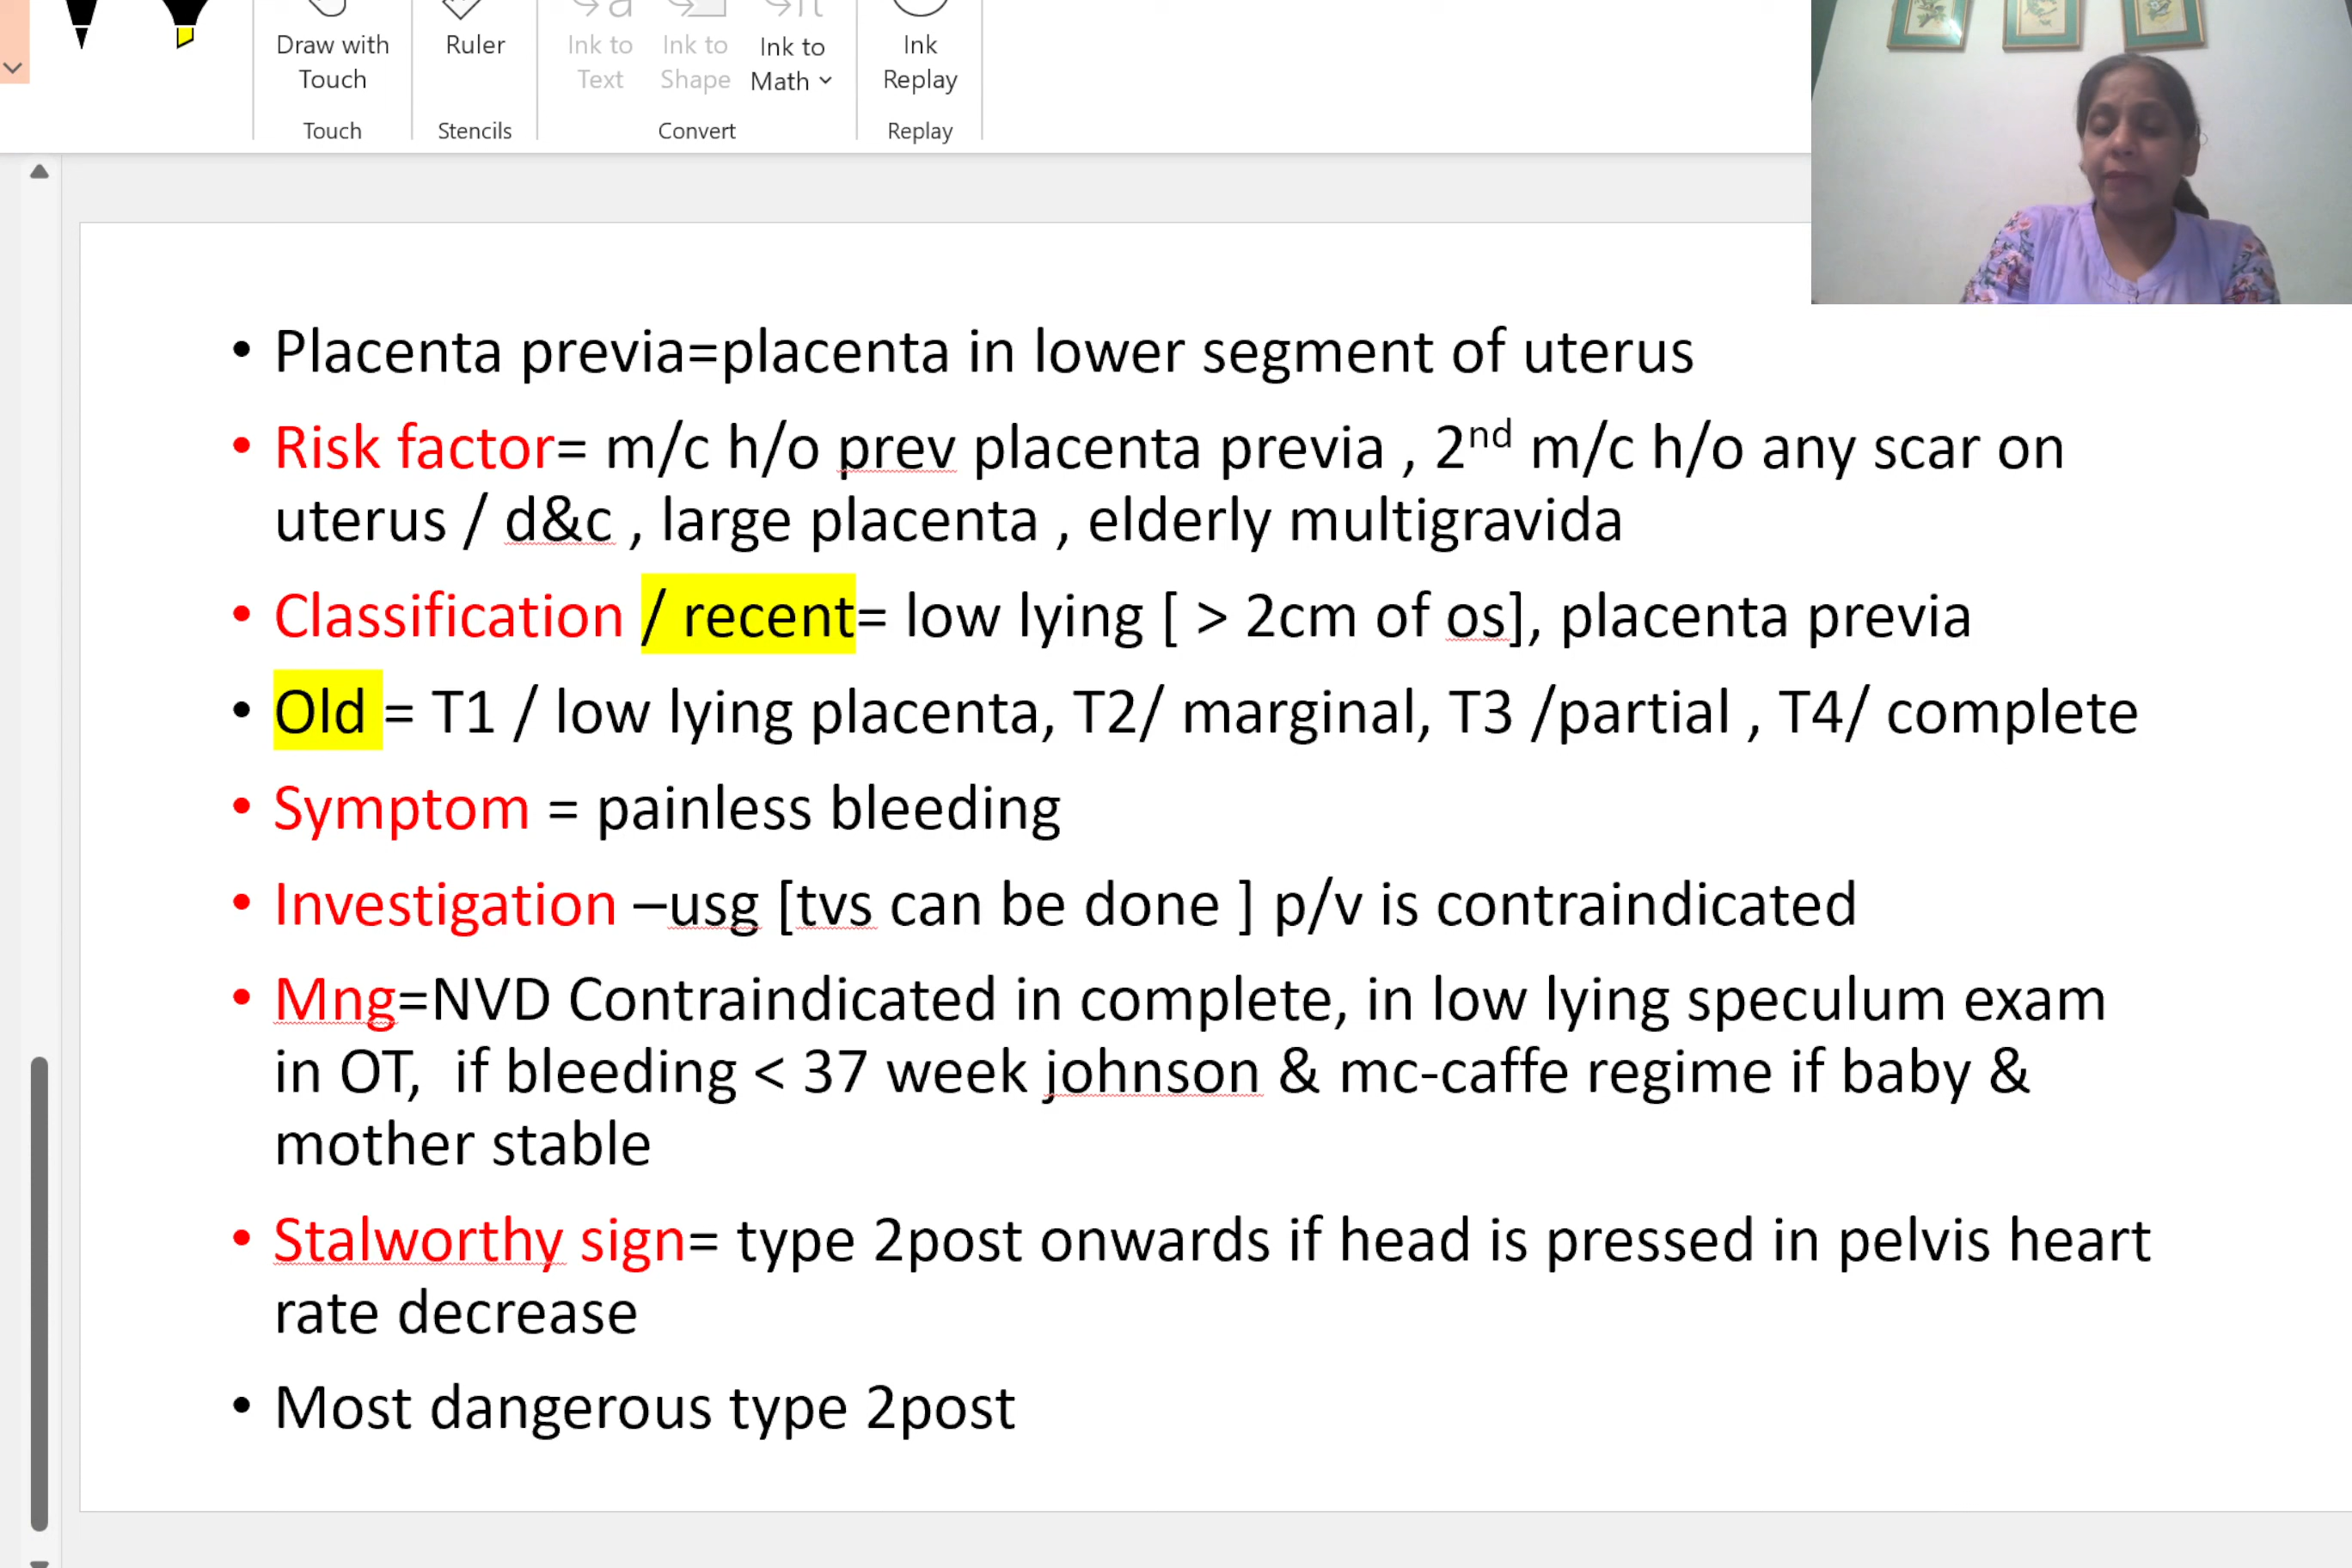 Draw with Touch
Ruler
Ink to Text
Ink to Shape
Ink to Math
Ink Replay
Touch
Stencils
Convert
Replay
• Placenta previa=placenta in lower segment of uterus
• Risk factor= m/c h/o prev placenta previa , 2nd m/c h/o any scar on
uterus / d&c , large placenta , elderly multigravida
• Classification / recent= low lying [ > 2cm of os], placenta previa
• Old = T1 / low lying placenta, T2/ marginal, T3 /partial , T4/ complete
• Symptom = painless bleeding
• Investigation –usg [tvs can be done ] p/v is contraindicated
• Mng=NVD Contraindicated in complete, in low lying speculum exam
in OT, if bleeding < 37 week johnson & mc-caffe regime if baby &
mother stable
• Stalworthy sign= type 2post onwards if head is pressed in pelvis heart
rate decrease
• Most dangerous type 2post